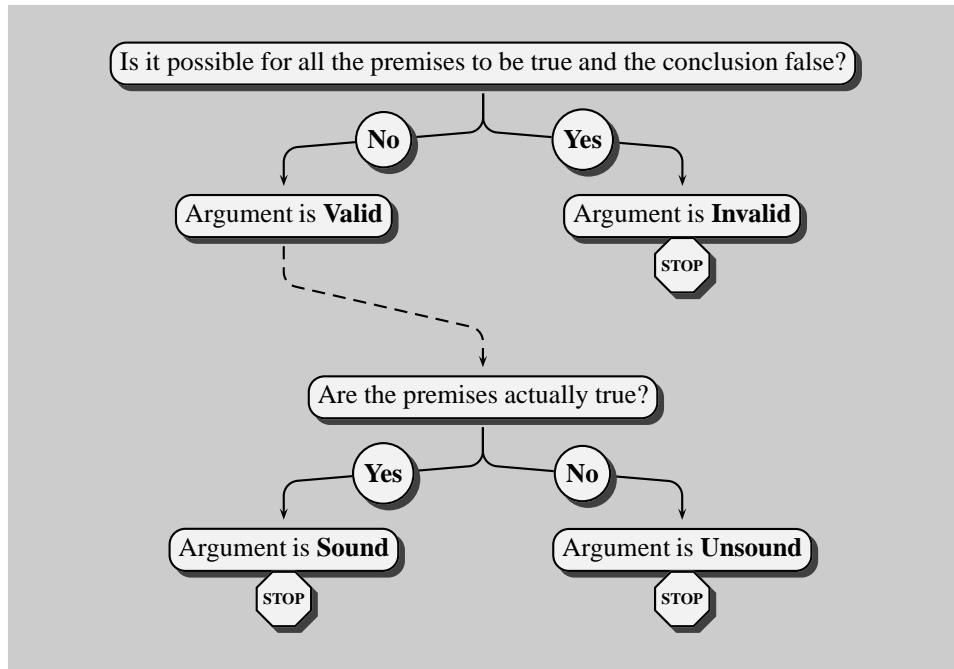 Is it possible for all the premises to be true and the conclusion false?
No
Yes
Argument is Valid
Argument is Invalid
STOP
Are the premises actually true?
Yes
No
Argument is Sound
Argument is Unsound
STOP
STOP